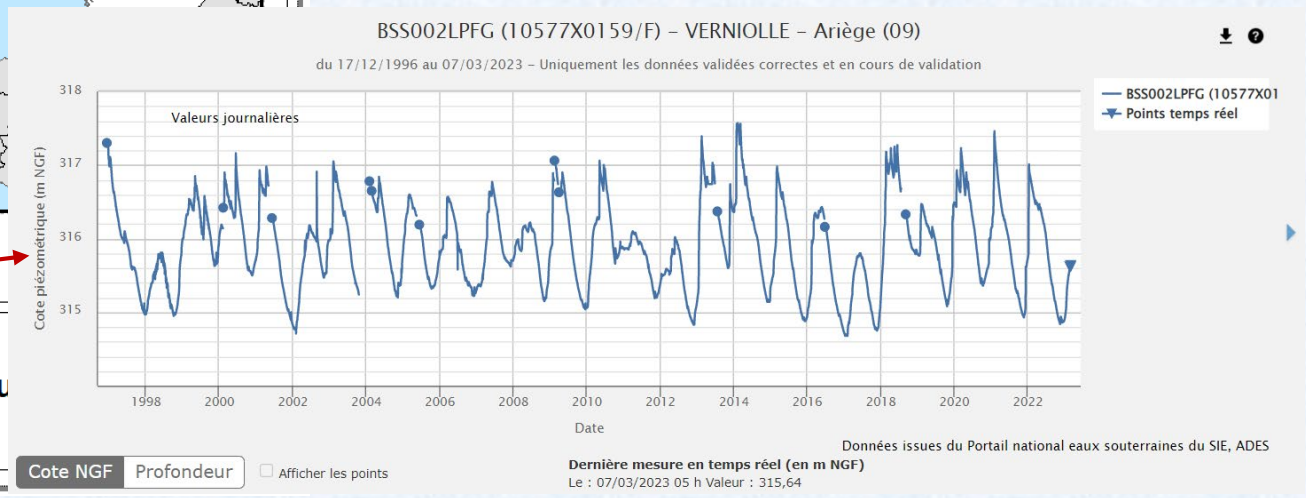 BSS002LPFG (10577X0159/F) – VERNIOLLE – Ariège (09)
du 17/12/1996 au 07/03/2023 – Uniquement les données validées correctes et en cours de validation
BSS002LPFG (10577X01
Points temps réel
Valeurs journalières
Cote piézométrique (m NGF)
318
317
316
315
1998 2000 2002 2004 2006 2008 2010 2012 2014 2016 2018 2020 2022
Date
Données issues du Portail national eaux souterraines du SIE, ADES
Cote NGF Profondeur Afficher les points
Dernière mesure en temps réel (en m NGF)
Le : 07/03/2023 05 h Valeur : 315,64